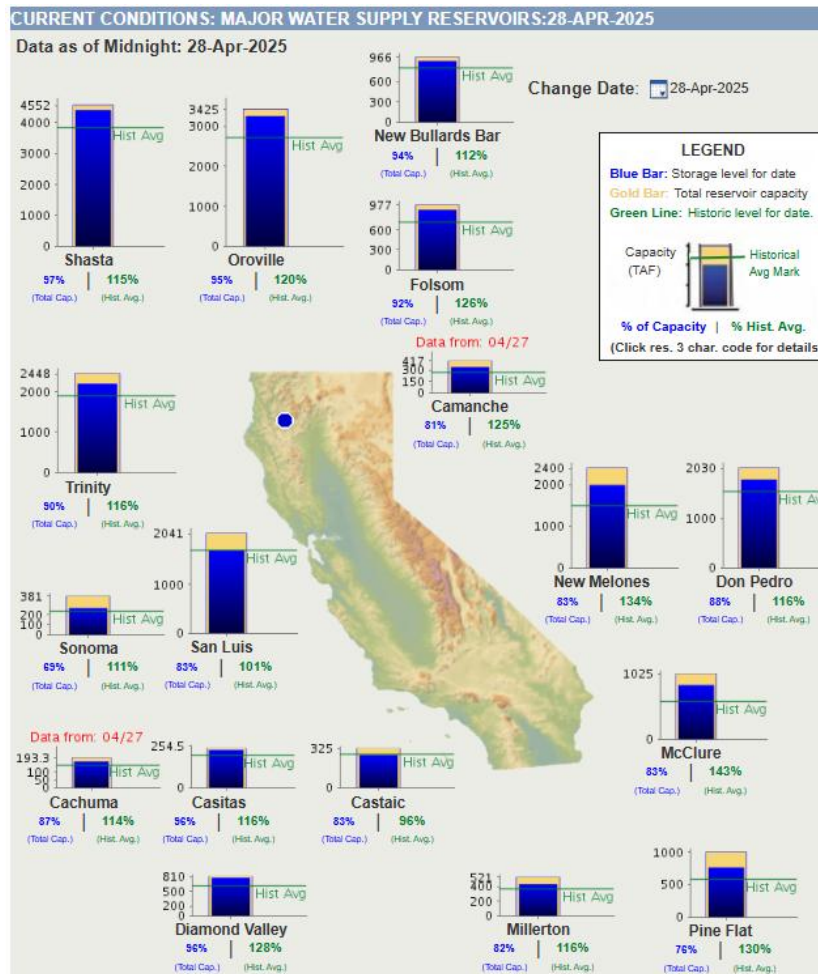 CURRENT CONDITIONS: MAJOR WATER SUPPLY RESERVOIRS:28-APR-2025
Data as of Midnight: 28-Apr-2025
Change Date: 28-Apr-2025
4552
4000
3000
2000
1000
0
Hist Avg
Shasta
97% | 115%
(Total Cap.) (Hist. Avg.)
3425
3000
2000
1000
0
Hist Avg
Oroville
95% | 120%
(Total Cap.) (Hist. Avg.)
966
600
300
0
Hist Avg
New Bullards Bar
94% | 112%
(Total Cap.) (Hist. Avg.)
977
600
300
0
Hist Avg
Folsom
92% | 126%
(Total Cap.) (Hist. Avg.)
LEGEND
Blue Bar: Storage level for date
Gold Bar: Total reservoir capacity
Green Line: Historic level for date.
Capacity
(TAF)
Historical
Avg Mark
% of Capacity | % Hist. Avg.
(Click res. 3 char. code for details
Data from: 04/27
417
300
150
0
Hist Avg
Camanche
81% | 125%
(Total Cap.) (Hist. Avg.)
2448
2000
1000
0
Hist Avg
Trinity
90% | 116%
(Total Cap.) (Hist. Avg.)
2400
2000
1000
0
Hist Avg
New Melones
83% | 134%
(Total Cap.) (Hist. Avg.)
2030
1000
0
Hist Av
Don Pedro
88% | 116%
(Total Cap.) (Hist. Avg.)
381
200
100
0
Hist Avg
Sonoma
69% | 111%
(Total Cap.) (Hist. Avg.)
2041
1000
0
Hist Avg
San Luis
83% | 101%
(Total Cap.) (Hist. Avg.)
1025
0
Hist Avg
McClure
83% | 143%
(Total Cap.) (Hist. Avg.)
Data from: 04/27
193.3
100
50
0
Hist Avg
Cachuma
87% | 114%
(Total Cap.) (Hist. Avg.)
254.5
0
Hist Avg
Casitas
96% | 116%
(Total Cap.) (Hist. Avg.)
325
0
Hist Avg
Castaic
83% | 96%
(Total Cap.) (Hist. Avg.)
810
500
200
0
Hist Avg
Diamond Valley
96% | 128%
(Total Cap.) (Hist. Avg.)
521
400
200
0
Hist Avg
Millerton
82% | 116%
(Total Cap.) (Hist. Avg.)
1000
500
0
Hist Avg
Pine Flat
76% | 130%
(Total Cap.) (Hist. Avg.)